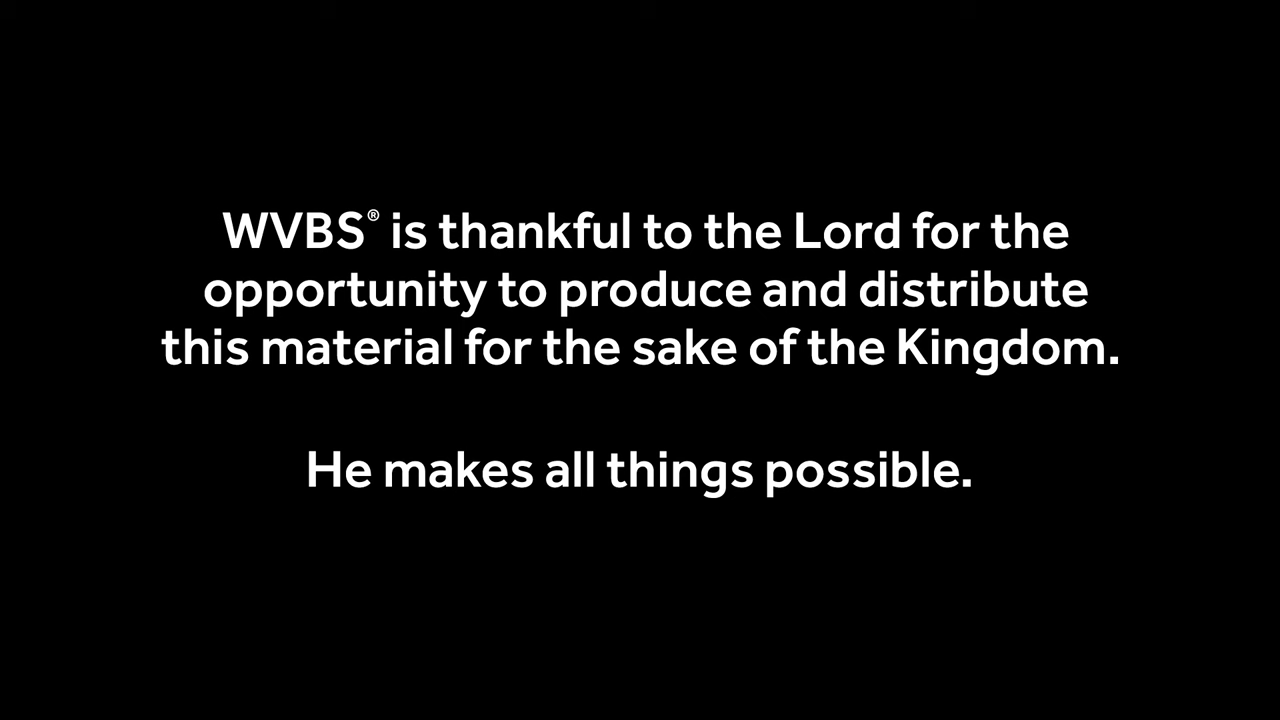 WVBS® is thankful to the Lord for the
opportunity to produce and distribute
this material for the sake of the Kingdom.
He makes all things possible.